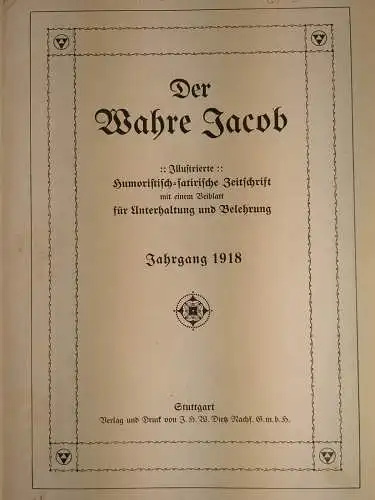 Der
Wahre Jacob
:: Illustrierte ::
Humoristisch-satirische Zeitschrift
mit einem Beiblatt
für Unterhaltung und Belehrung
Jahrgang 1918
Stuttgart
Verlag und Druck von J. H. W. Dietz Nachf. G. m. b. H.